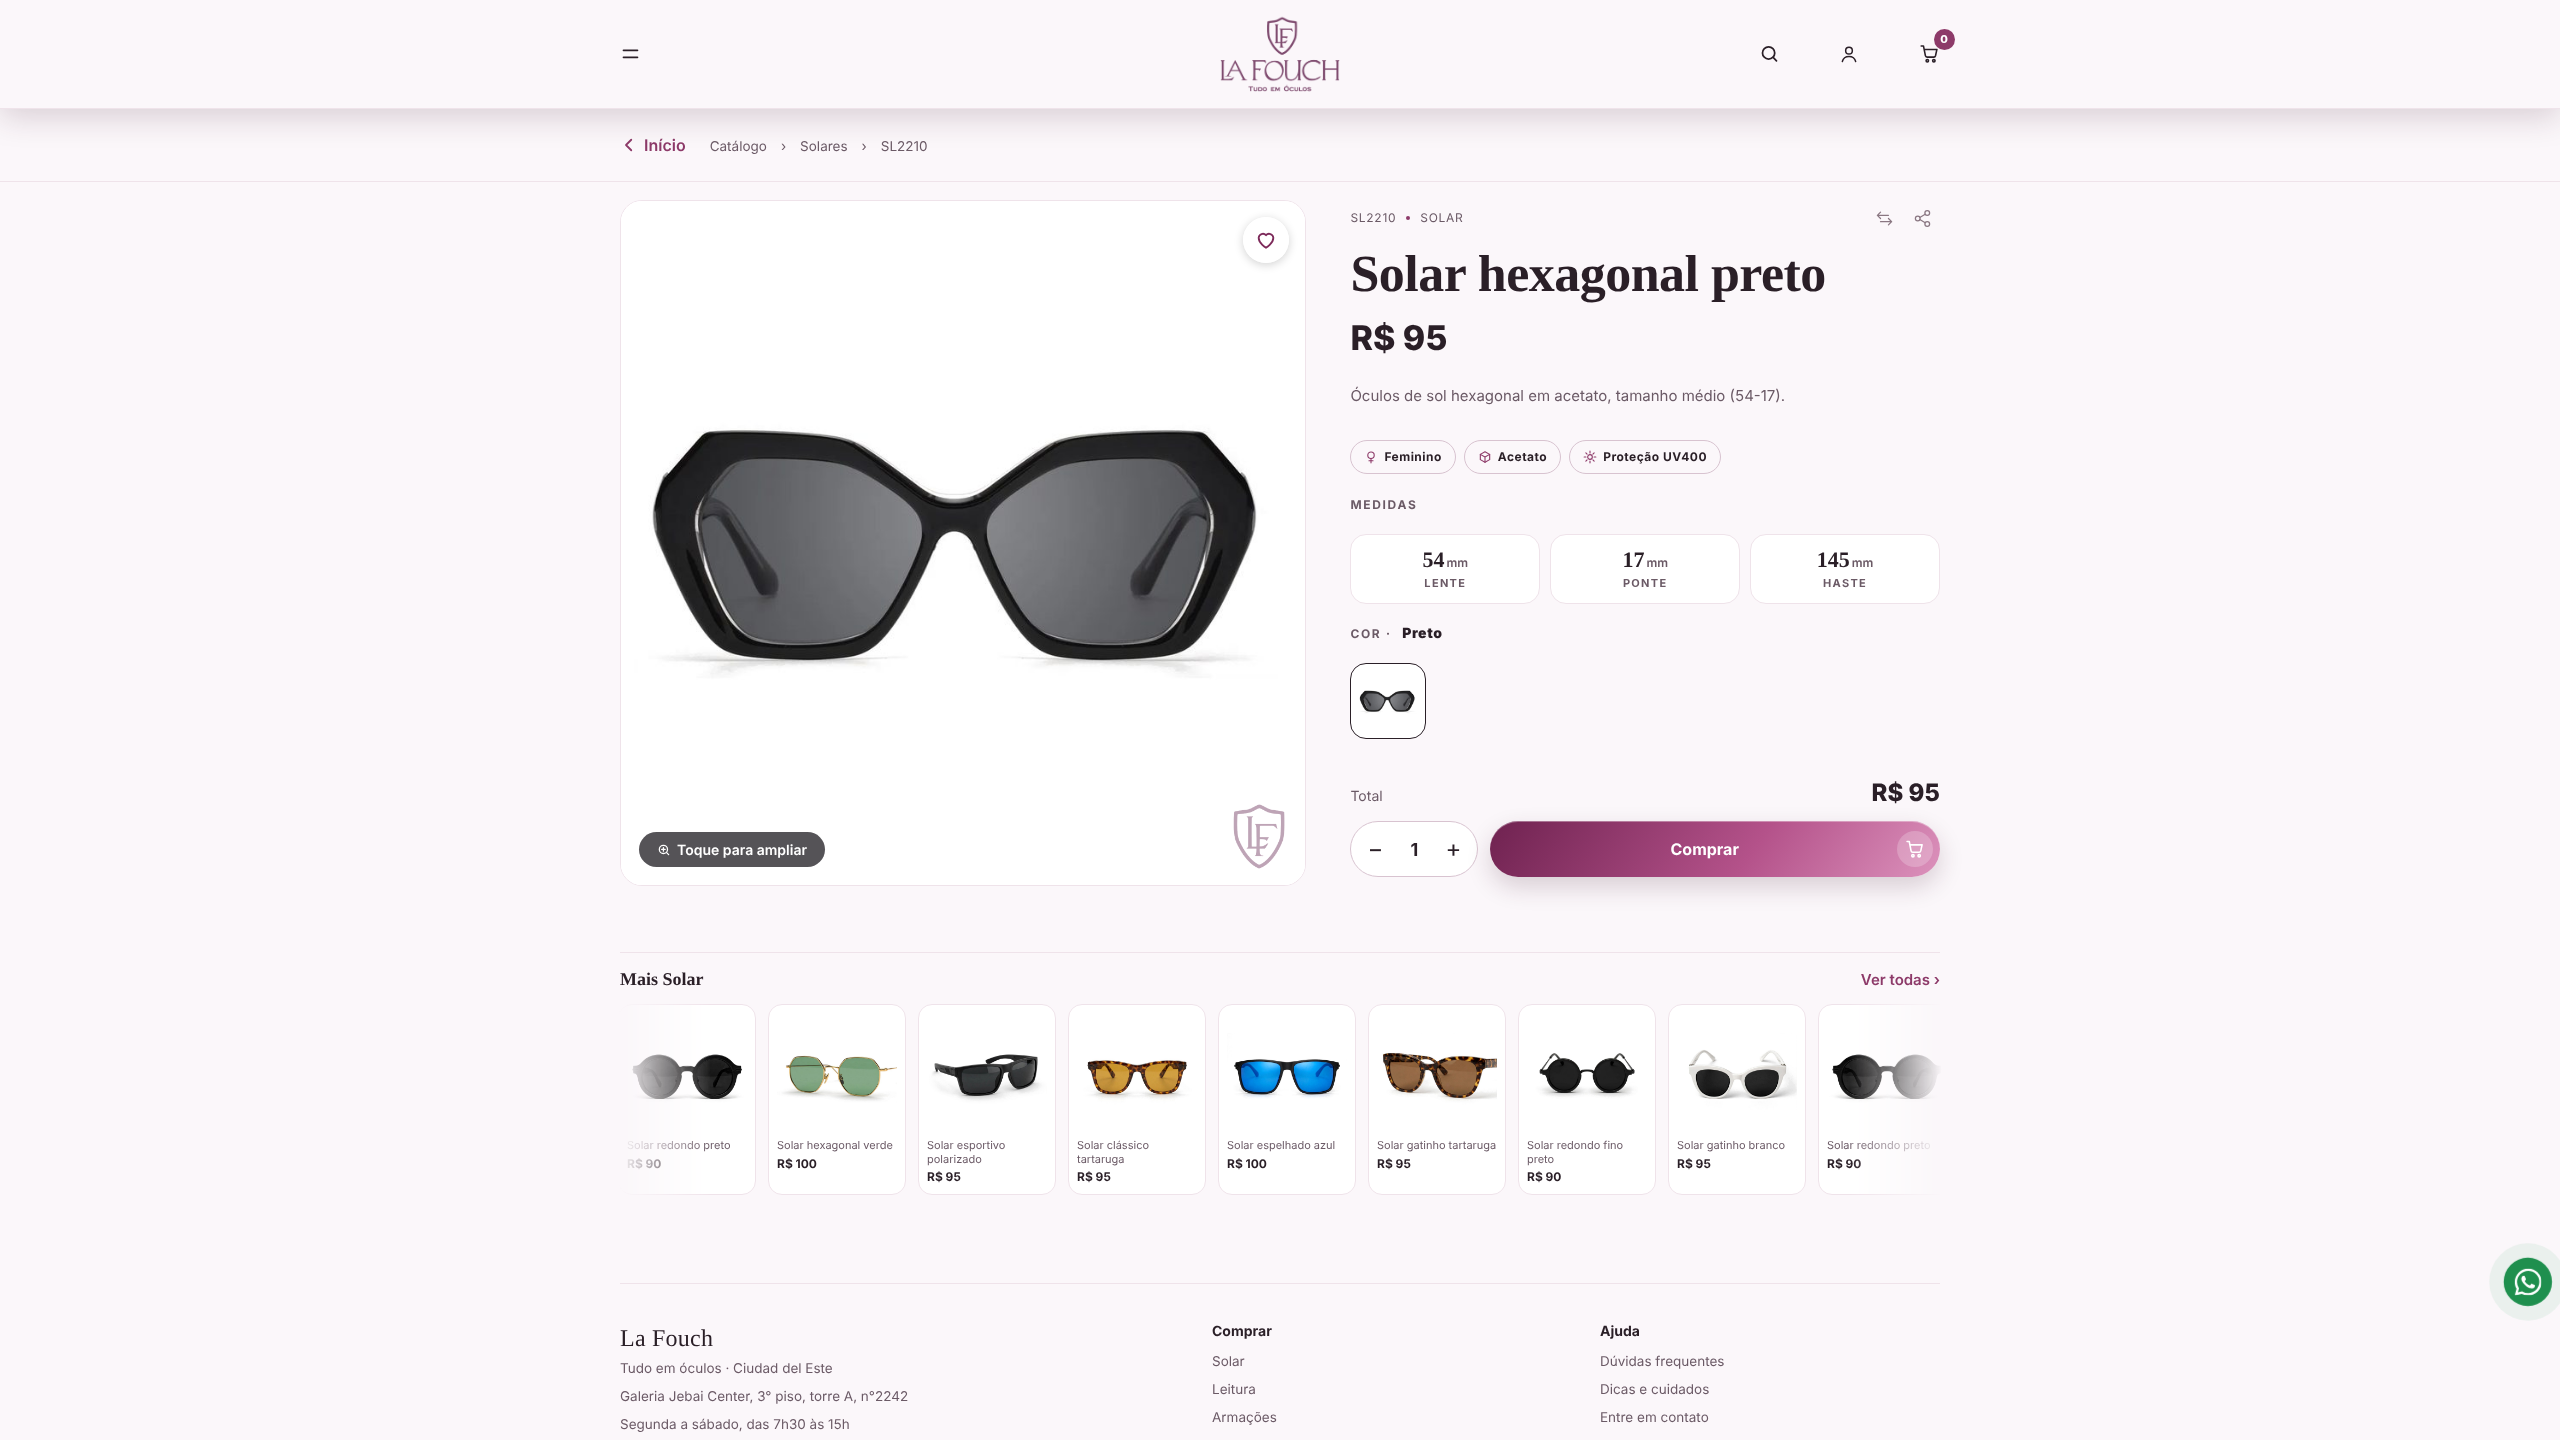 LF
LA FOUCH
TUDO EM ÓCULOS
0
Início
Catálogo › Solares › SL2210
SL2210 • SOLAR
Solar hexagonal preto
R$ 95
Óculos de sol hexagonal em acetato, tamanho médio (54-17).
Feminino
Acetato
Proteção UV400
MEDIDAS
54 mm
LENTE
17 mm
PONTE
145 mm
HASTE
COR · Preto
Total
R$ 95
− 1 +
Comprar
Toque para ampliar
LF
Mais Solar
Ver todas ›
Solar redondo preto
R$ 90
Solar hexagonal verde
R$ 100
Solar esportivo
polarizado
R$ 95
Solar clássico
tartaruga
R$ 95
Solar espelhado azul
R$ 100
Solar gatinho tartaruga
R$ 95
Solar redondo fino
preto
R$ 90
Solar gatinho branco
R$ 95
Solar redondo preto
R$ 90
La Fouch
Tudo em óculos · Ciudad del Este
Galeria Jebai Center, 3° piso, torre A, n°2242
Segunda a sábado, das 7h30 às 15h
Comprar
Solar
Leitura
Armações
Ajuda
Dúvidas frequentes
Dicas e cuidados
Entre em contato